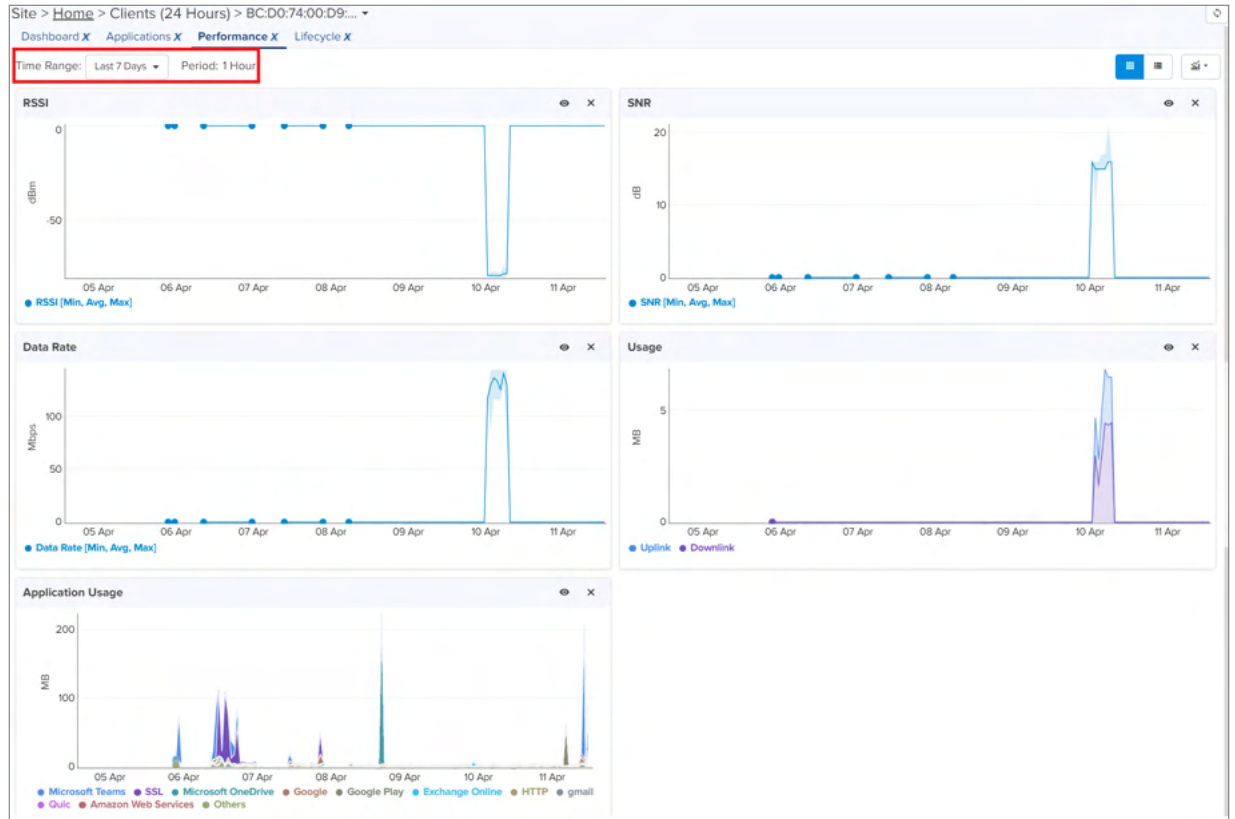 Site > Home > Clients (24 Hours) > BC:D0:74:00:D9:...
Dashboard X Applications X Performance X Lifecycle X
Time Range: Last 7 Days Period: 1 Hour
RSSI
0
-50
dBm
05 Apr 06 Apr 07 Apr 08 Apr 09 Apr 10 Apr 11 Apr
RSSI [Min, Avg, Max]
SNR
20
10
0
dB
05 Apr 06 Apr 07 Apr 08 Apr 09 Apr 10 Apr 11 Apr
SNR [Min, Avg, Max]
Data Rate
100
50
0
Mbps
05 Apr 06 Apr 07 Apr 08 Apr 09 Apr 10 Apr 11 Apr
Data Rate [Min, Avg, Max]
Usage
5
0
MB
05 Apr 06 Apr 07 Apr 08 Apr 09 Apr 10 Apr 11 Apr
Uplink Downlink
Application Usage
200
100
0
MB
05 Apr 06 Apr 07 Apr 08 Apr 09 Apr 10 Apr 11 Apr
Microsoft Teams SSL Microsoft OneDrive Google Google Play Exchange Online HTTP gmail
Quic Amazon Web Services Others